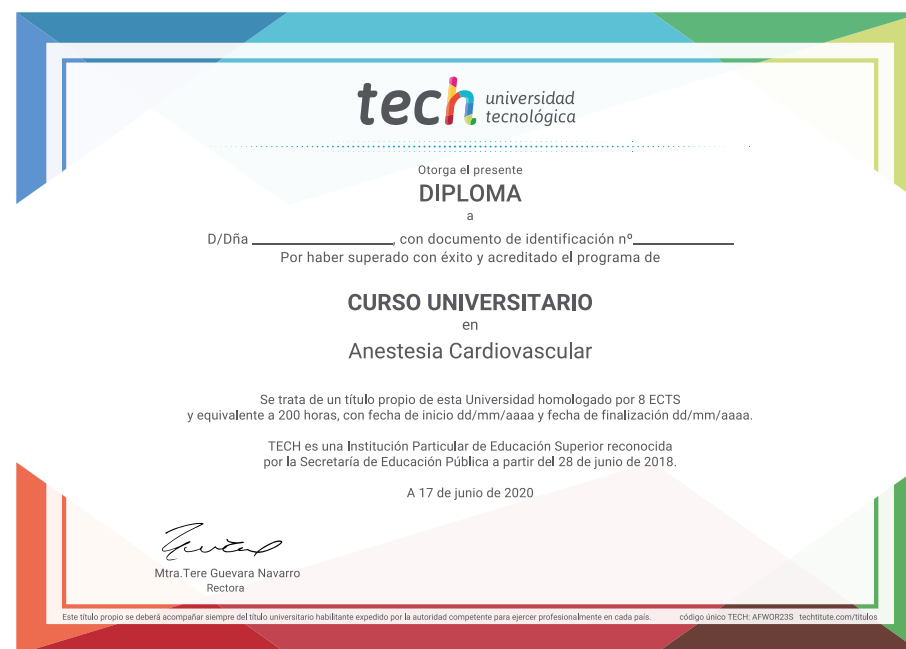 tech universidad
tecnológica
Otorga el presente
DIPLOMA
a
D/Dña ____________________, con documento de identificación nº______________
Por haber superado con éxito y acreditado el programa de
CURSO UNIVERSITARIO
en
Anestesia Cardiovascular
Se trata de un título propio de esta Universidad homologado por 8 ECTS
y equivalente a 200 horas, con fecha de inicio dd/mm/aaaa y fecha de finalización dd/mm/aaaa.
TECH es una Institución Particular de Educación Superior reconocida
por la Secretaría de Educación Pública a partir del 28 de junio de 2018.
A 17 de junio de 2020
Mtra.Tere Guevara Navarro
Rectora
Este título propio se deberá acompañar siempre del título universitario habilitante expedido por la autoridad competente para ejercer profesionalmente en cada país. código único TECH: AFWOR23S techtitute.com/titulos